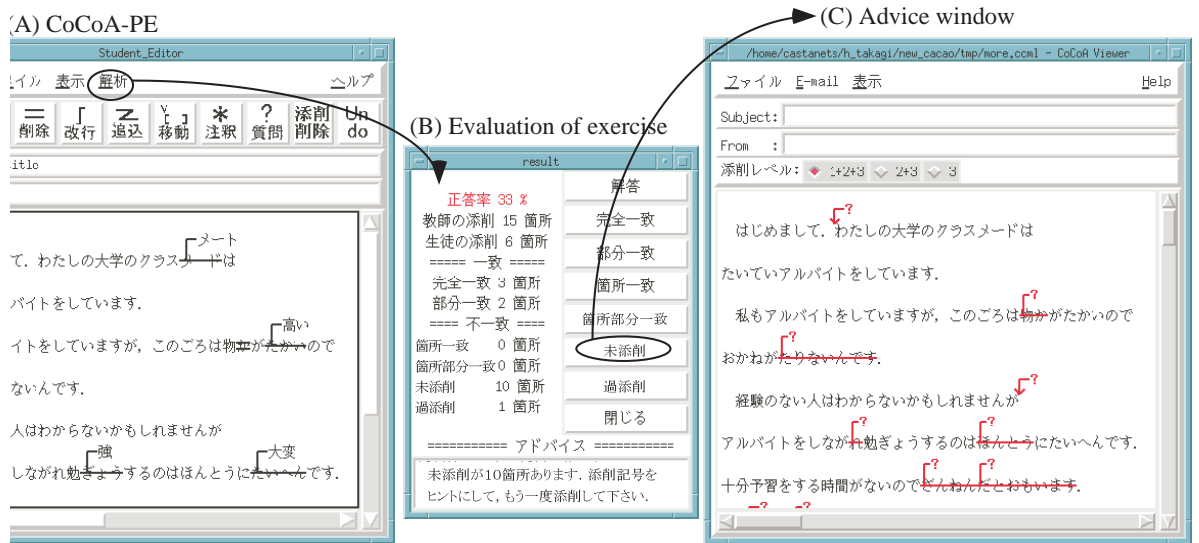 (A) CoCoA-PE
Student_Editor
イル 表示 解析 ヘルプ
削除 改行 追込 移動 注釈 ? 質問 添削削除 Undo
itle
メート
て. わたしの大学のクラスメードは
バイトをしています.
高い
イトをしていますが, このごろは物かがたかいので
ないんです.
人はわからないかもしれませんが
強 大変
しながれ勉ぎょうするのはほんとうにたいへんです.
(B) Evaluation of exercise
result
正答率 33 %
教師の添削 15 箇所
生徒の添削 6 箇所
===== 一致 =====
完全一致 3 箇所
部分一致 2 箇所
==== 不一致 ====
箇所一致 0 箇所
箇所部分一致 0 箇所
未添削 10 箇所
過添削 1 箇所
解答
完全一致
部分一致
箇所一致
箇所部分一致
未添削
過添削
閉じる
========== アドバイス ==========
未添削が10箇所あります. 添削記号を
ヒントにして, もう一度添削して下さい.
(C) Advice window
/home/castanets/h_takagi/new_cacao/tmp/more.ccml - CoCoA Viewer
ファイル E-mail 表示 Help
Subject:
From :
添削レベル: 1+2+3 2+3 3
?
はじめまして. わたしの大学のクラスメードは
たいていアルバイトをしています.
?
私もアルバイトをしていますが, このごろは物かがたかいので
?
おかねがたりないんです.
?
経験のない人はわからないかもしれませんが
? ?
アルバイトをしながれ勉ぎょうするのはほんとうにたいへんです.
? ?
十分予習をする時間がないのでざんねんだとおもいます.
? ?